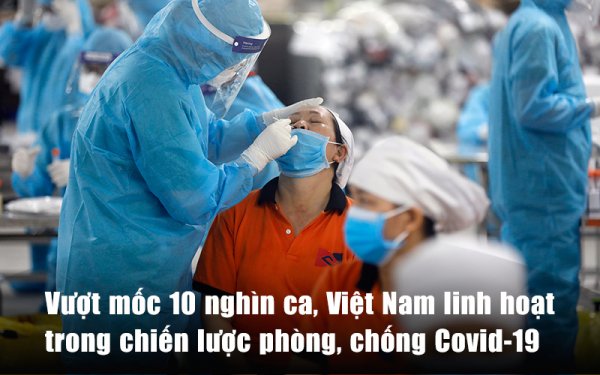 Vượt mốc 10 nghìn ca, Việt Nam linh hoạt
trong chiến lược phòng, chống Covid-19